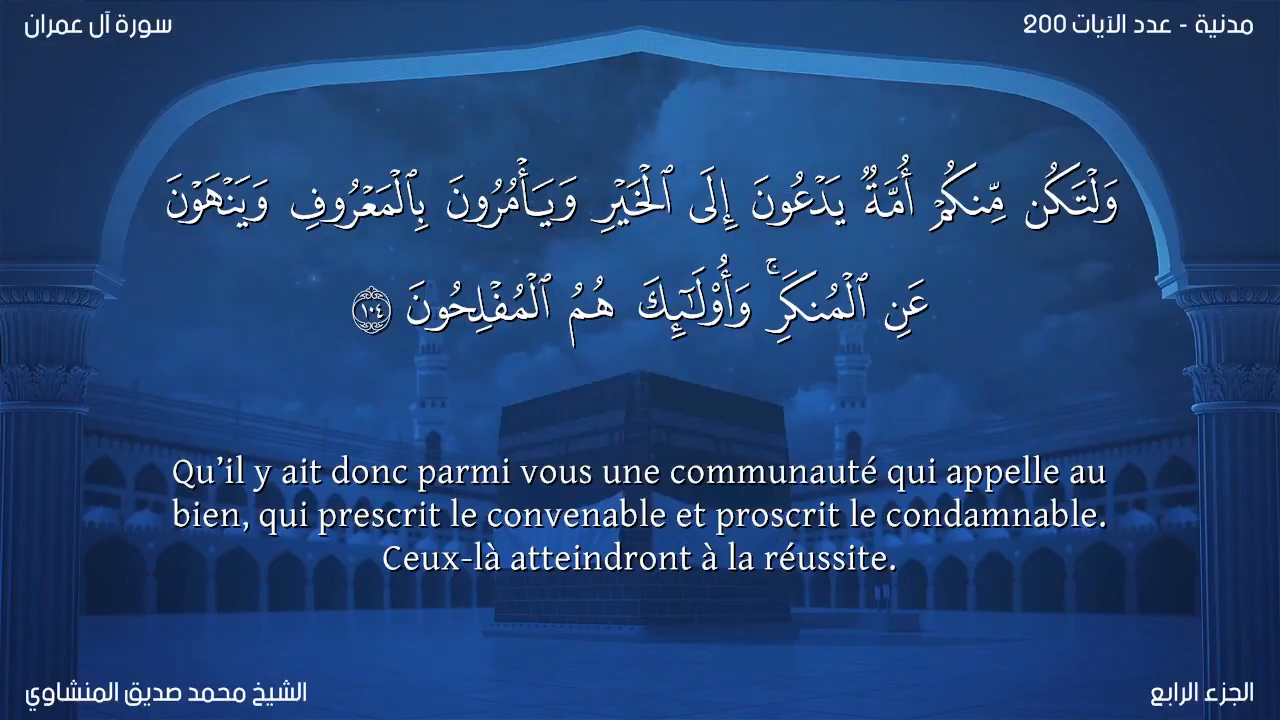 سورة آل عمران
مدنية - عدد الآيات 200
وَلْتَكُن مِّنكُمْ أُمَّةٌ يَدْعُونَ إِلَى ٱلْخَيْرِ وَيَأْمُرُونَ بِٱلْمَعْرُوفِ وَيَنْهَوْنَ
عَنِ ٱلْمُنكَرِ ۚ وَأُو۟لَـٰٓئِكَ هُمُ ٱلْمُفْلِحُونَ ١٠٤
Qu’il y ait donc parmi vous une communauté qui appelle au
bien, qui prescrit le convenable et proscrit le condamnable.
Ceux-là atteindront à la réussite.
الشيخ محمد صديق المنشاوي
الجزء الرابع